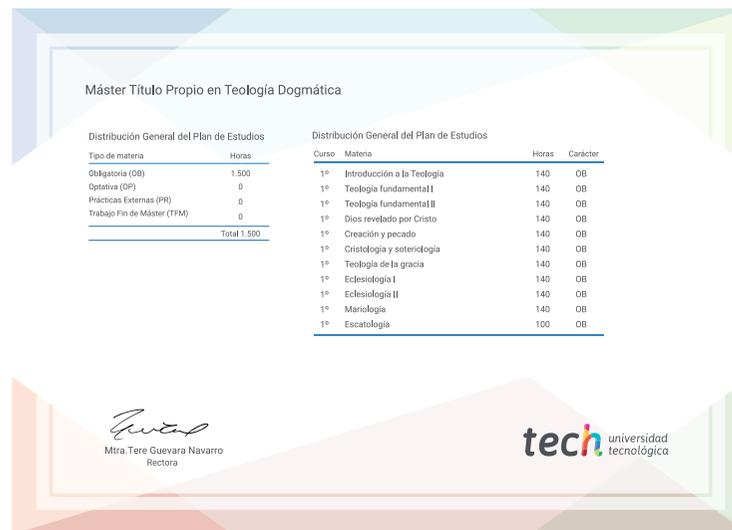 Máster Título Propio en Teología Dogmática
Distribución General del Plan de Estudios
Tipo de materia Horas
Obligatoria (OB) 1.500
Optativa (OP) 0
Prácticas Externas (PR) 0
Trabajo Fin de Máster (TFM) 0
Total 1.500
Distribución General del Plan de Estudios
Curso Materia Horas Carácter
1º Introducción a la Teología 140 OB
1º Teología fundamental I 140 OB
1º Teología fundamental II 140 OB
1º Dios revelado por Cristo 140 OB
1º Creación y pecado 140 OB
1º Cristología y soteriología 140 OB
1º Teología de la gracia 140 OB
1º Eclesiología I 140 OB
1º Eclesiología II 140 OB
1º Mariología 140 OB
1º Escatología 100 OB
Mtra.Tere Guevara Navarro
Rectora
tech universidad
tecnológica